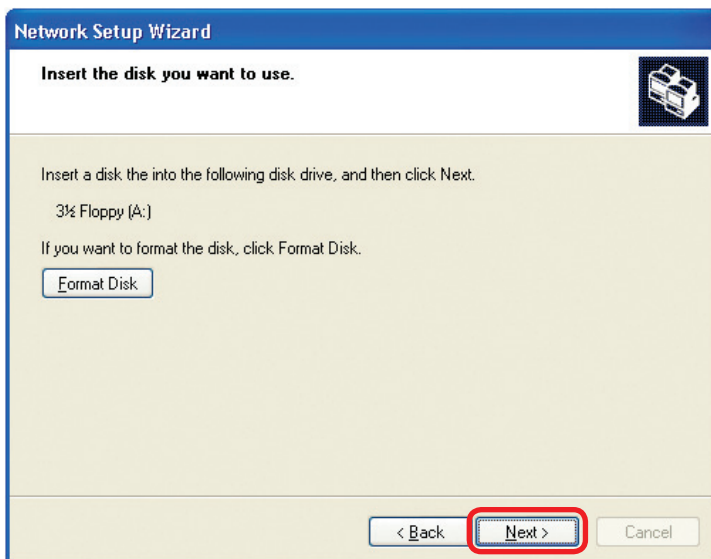 Network Setup Wizard
Insert the disk you want to use.
Insert a disk the into the following disk drive, and then click Next.
3½ Floppy (A:)
If you want to format the disk, click Format Disk.
Format Disk
< Back Next > Cancel